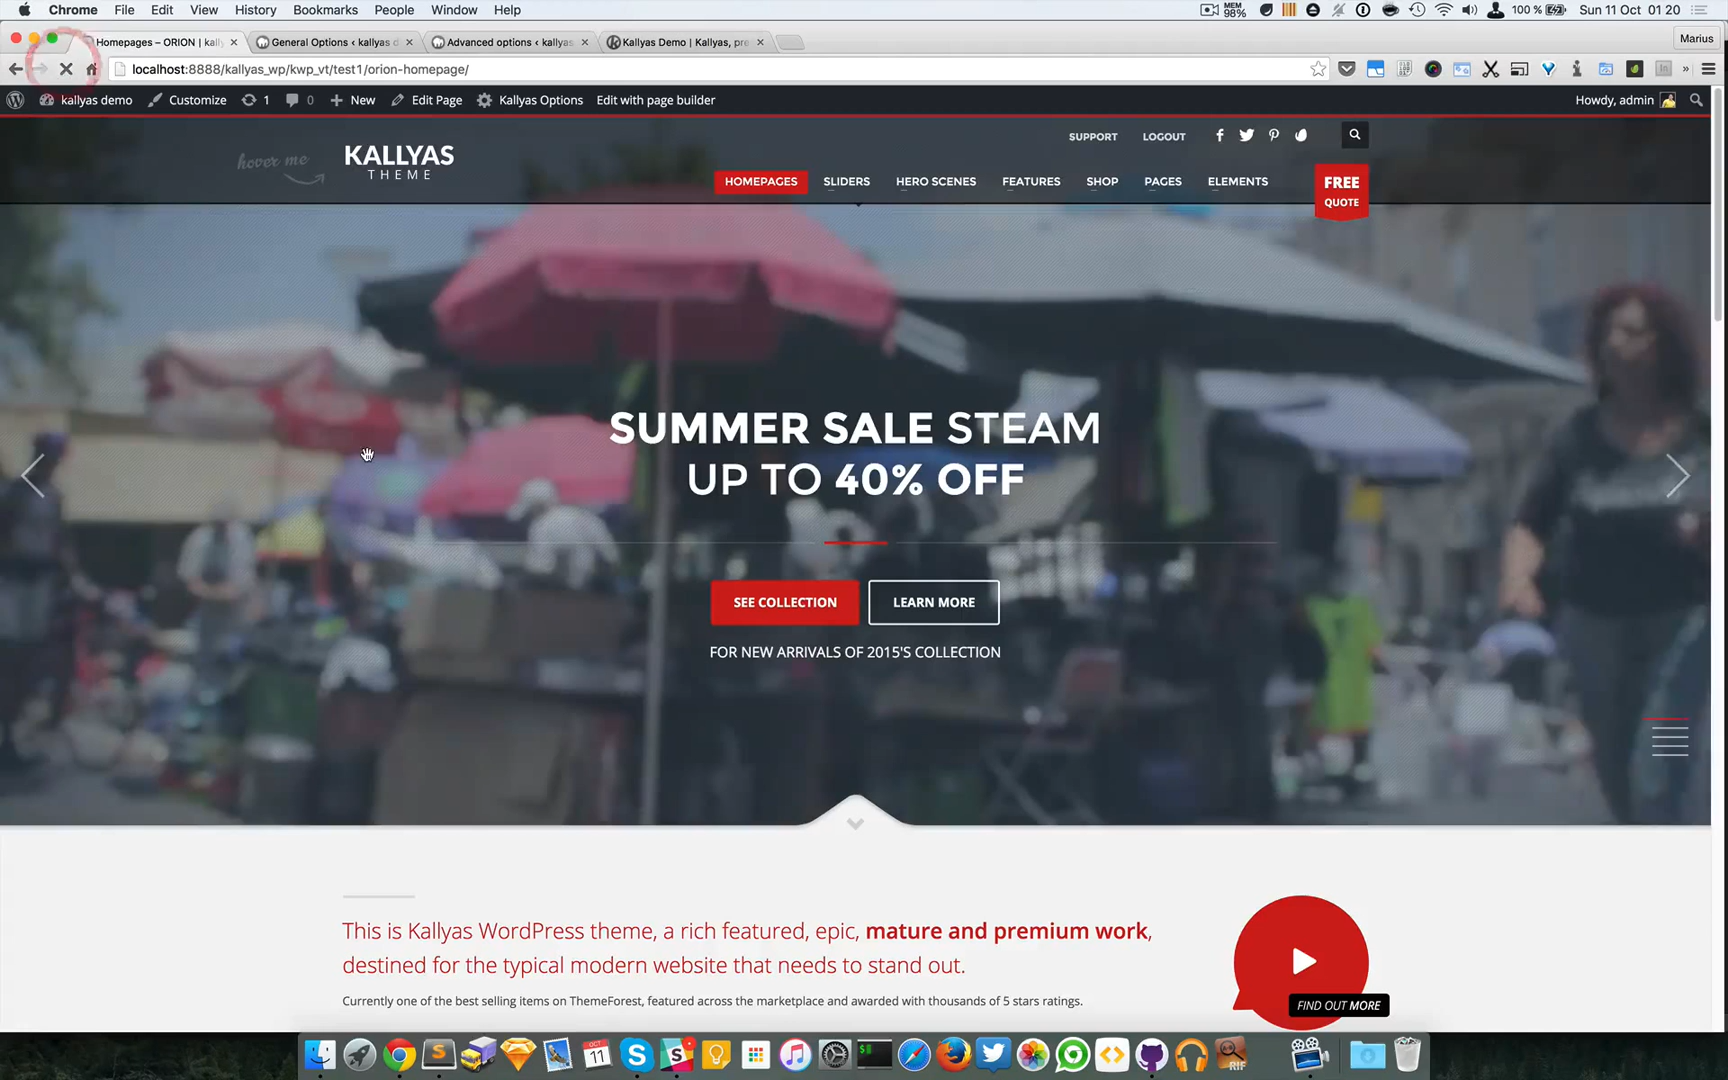 Chrome File Edit View History Bookmarks People Window Help
MEM 98% 100 % Sun 11 Oct 01 20
Homepages – ORION | kally General Options ‹ kallyas d Advanced options ‹ kallyas Kallyas Demo | Kallyas, pre Marius
localhost:8888/kallyas_wp/kwp_vt/test1/orion-homepage/
kallyas demo Customize 1 0 New Edit Page Kallyas Options Edit with page builder Howdy, admin
hover me KALLYAS
THEME
SUPPORT LOGOUT
HOMEPAGES SLIDERS HERO SCENES FEATURES SHOP PAGES ELEMENTS
FREE
QUOTE
SUMMER SALE STEAM
UP TO 40% OFF
SEE COLLECTION LEARN MORE
FOR NEW ARRIVALS OF 2015'S COLLECTION
This is Kallyas WordPress theme, a rich featured, epic, mature and premium work,
destined for the typical modern website that needs to stand out.
Currently one of the best selling items on ThemeForest, featured across the marketplace and awarded with thousands of 5 stars ratings.
FIND OUT MORE
OCT
11
RIF